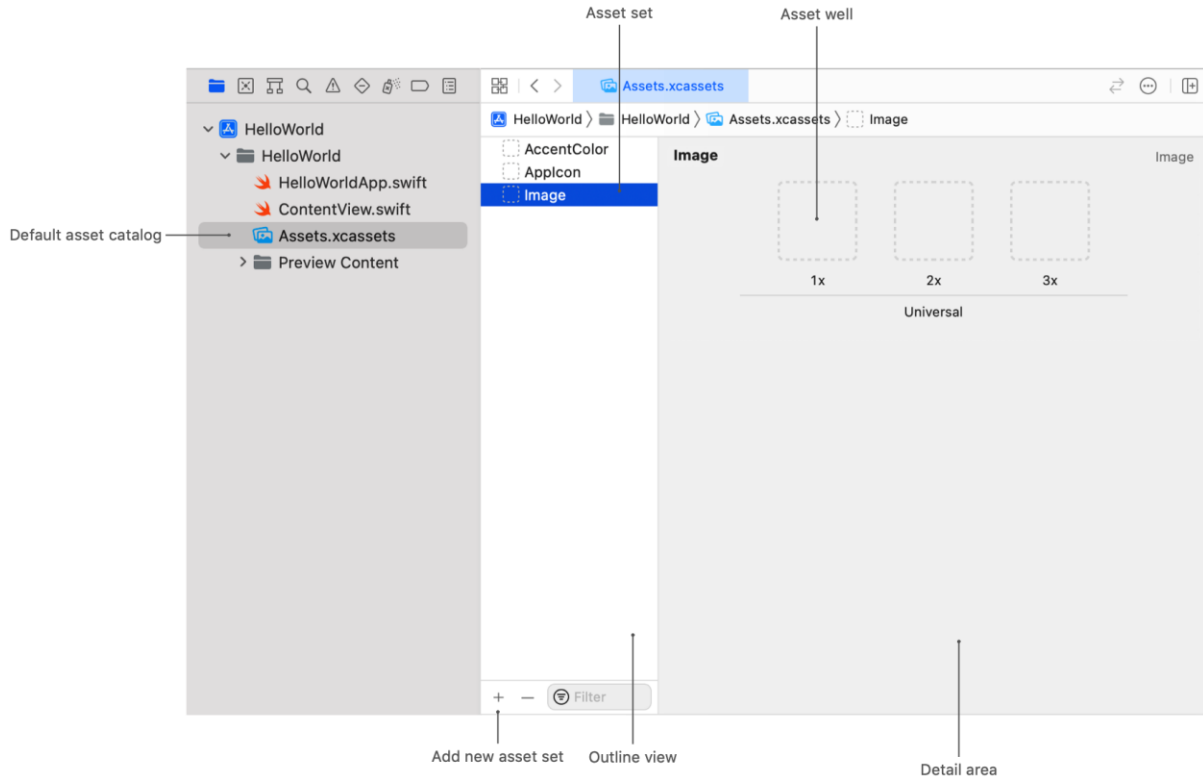 Asset set
Asset well
Assets.xcassets
HelloWorld
HelloWorld
HelloWorldApp.swift
ContentView.swift
Assets.xcassets
Preview Content
Default asset catalog
HelloWorld 〉 HelloWorld 〉 Assets.xcassets 〉 Image
AccentColor
AppIcon
Image
Image
Image
1x 2x 3x
Universal
Filter
Add new asset set
Outline view
Detail area